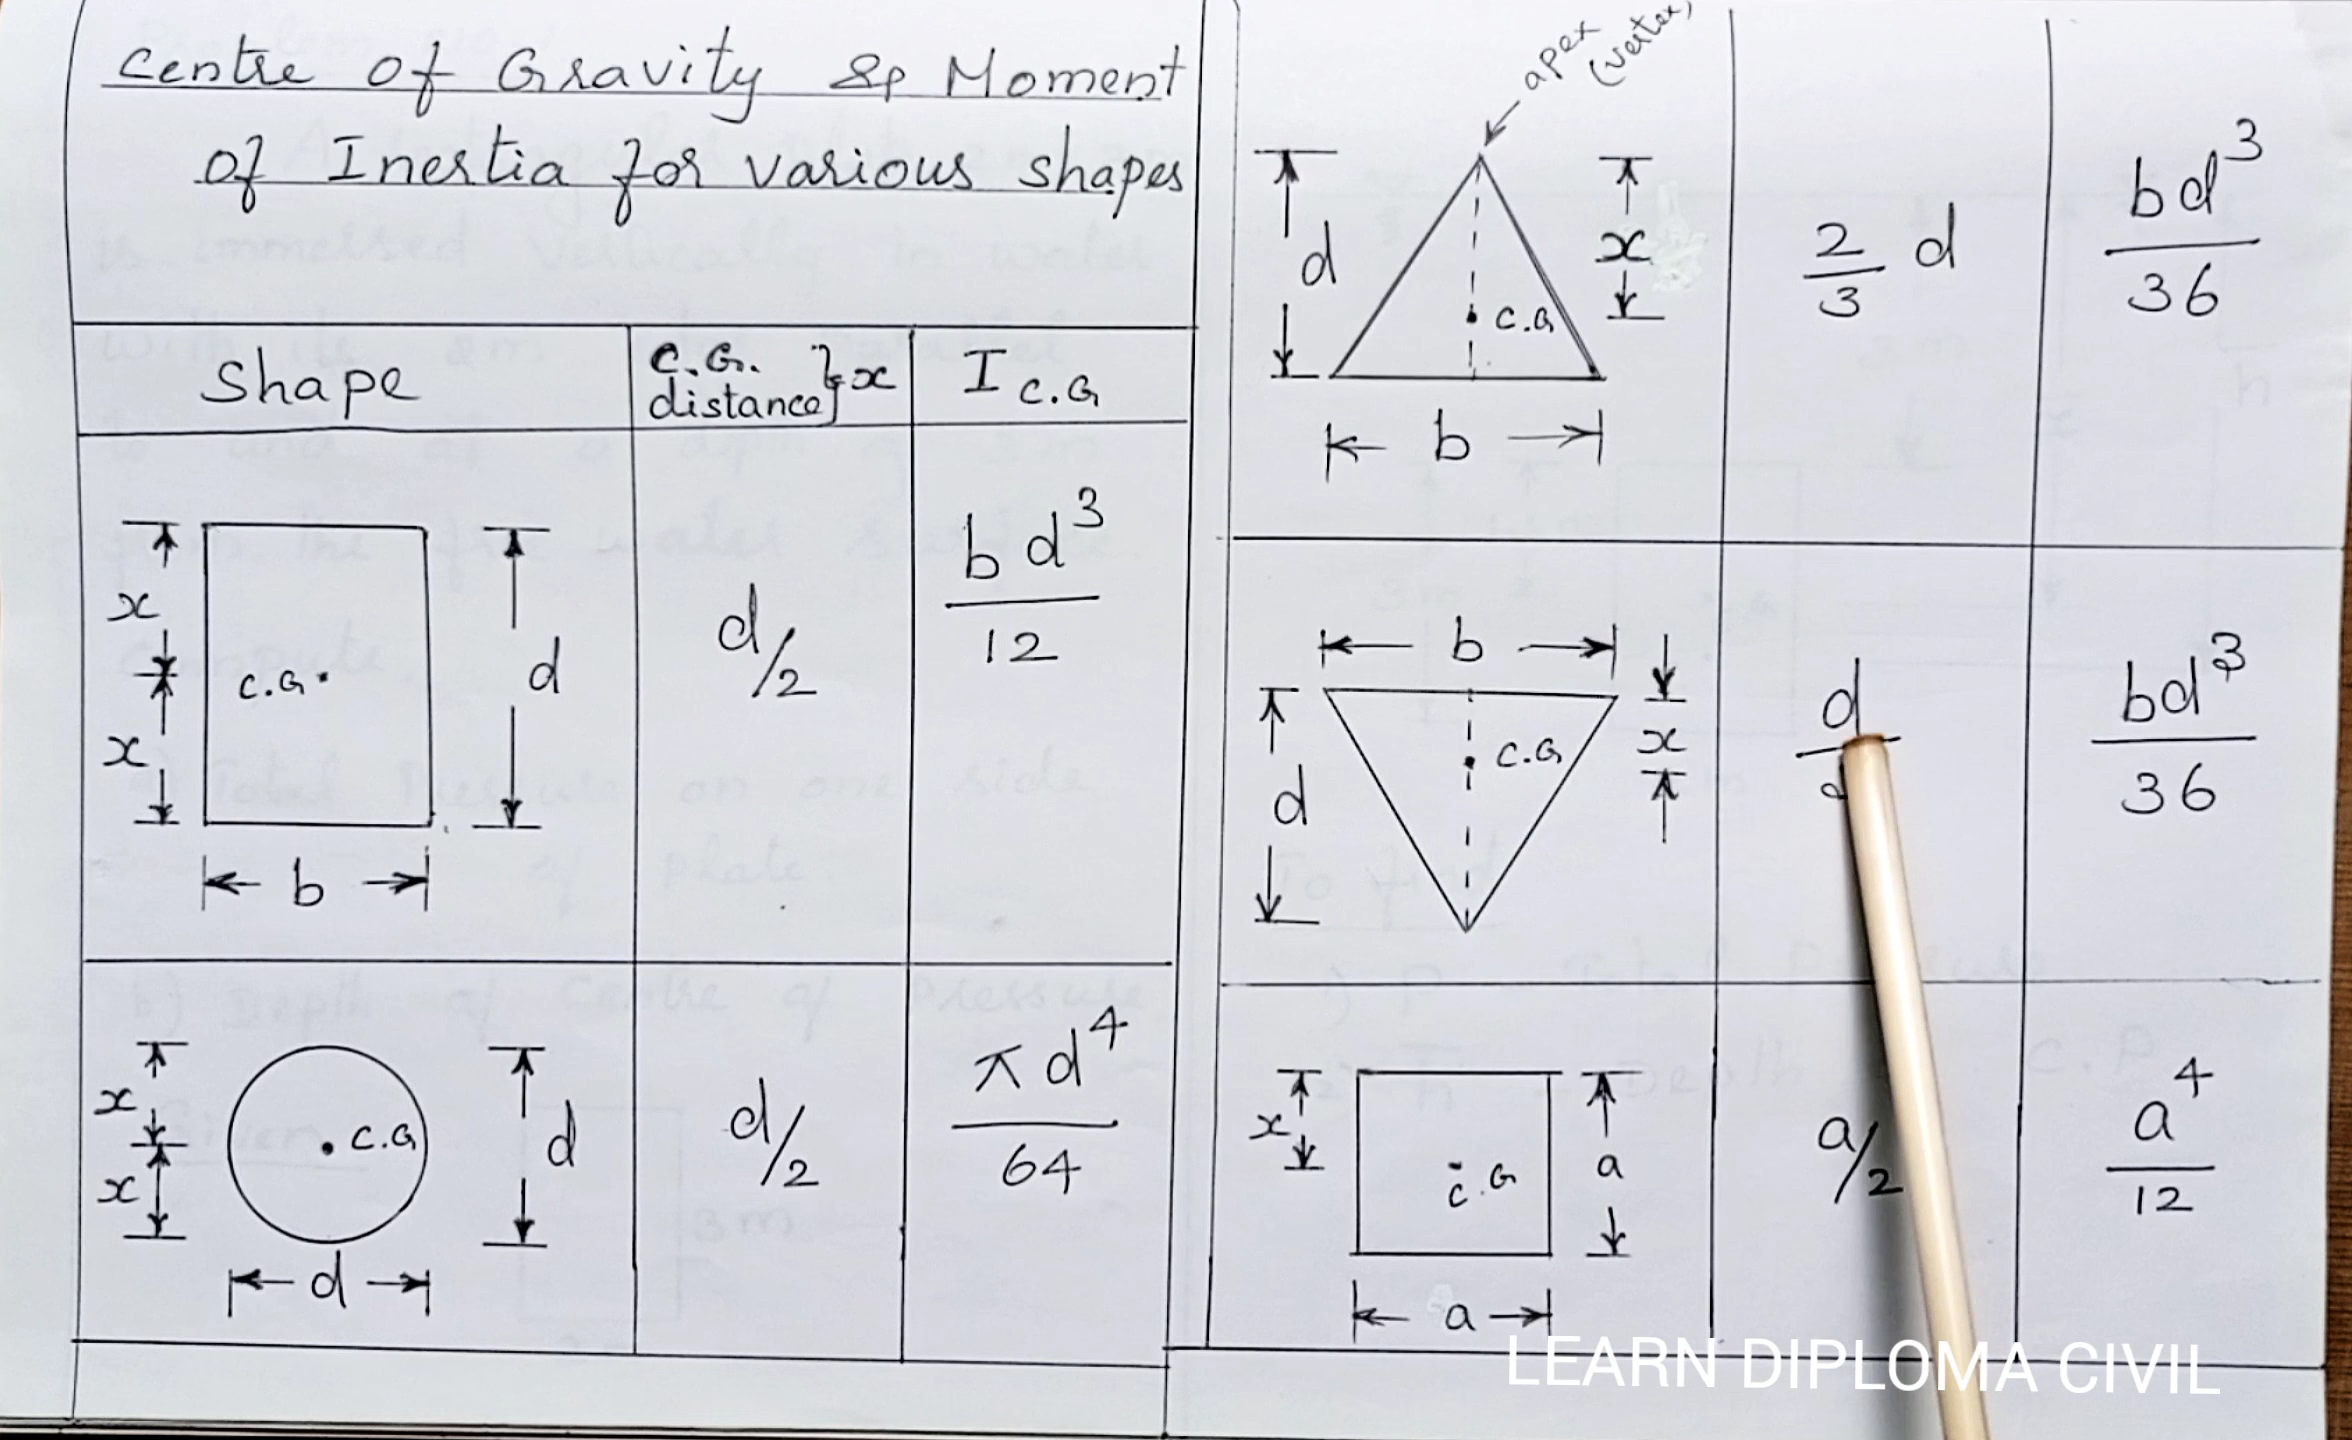 Centre of Gravity & Moment
of Inertia for various shapes
Shape
C.G. distance} x
I C.G
x
x
C.G
d
b
d/2
bd³/12
x
x
C.G
d
d
d/2
πd⁴/64
apex
(vertex)
d
x
C.G
b
2/3 d
bd³/36
b
d
x
C.G
d
bd³/36
x
C.G
a
a
a/2
a⁴/12
LEARN DIPLOMA CIVIL